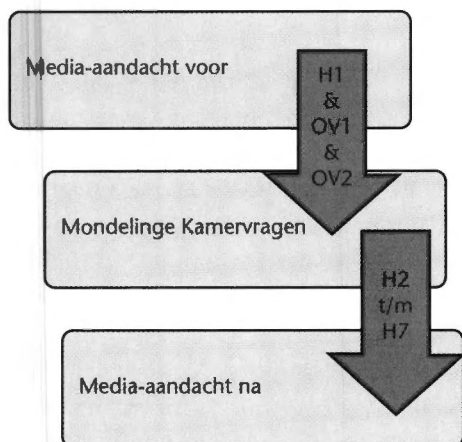 Media-aandacht voor
H1
&
OV1
&
OV2
Mondelinge Kamervragen
H2
t/m
H7
Media-aandacht na